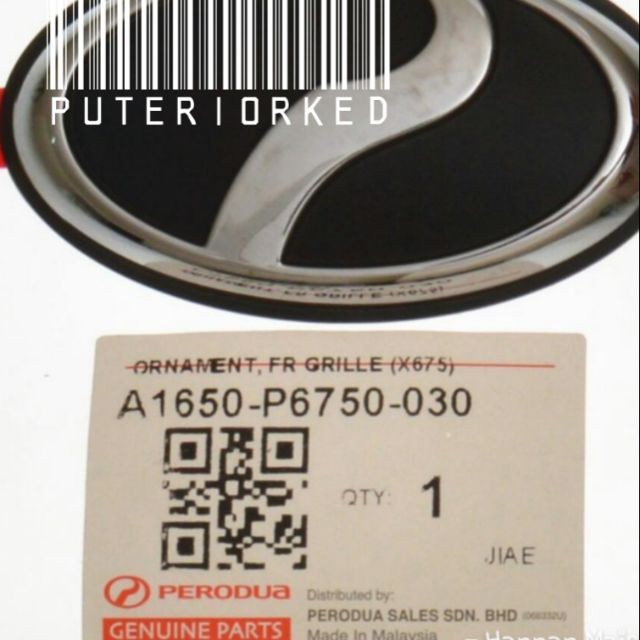 PUTERIORKED
ORNAMENT, FR GRILLE (X675)
A1650-P6750-030
QTY: 1
JIAE
PERODUA
GENUINE PARTS
Distributed by:
PERODUA SALES SDN. BHD (066332U)
Made In Malaysia